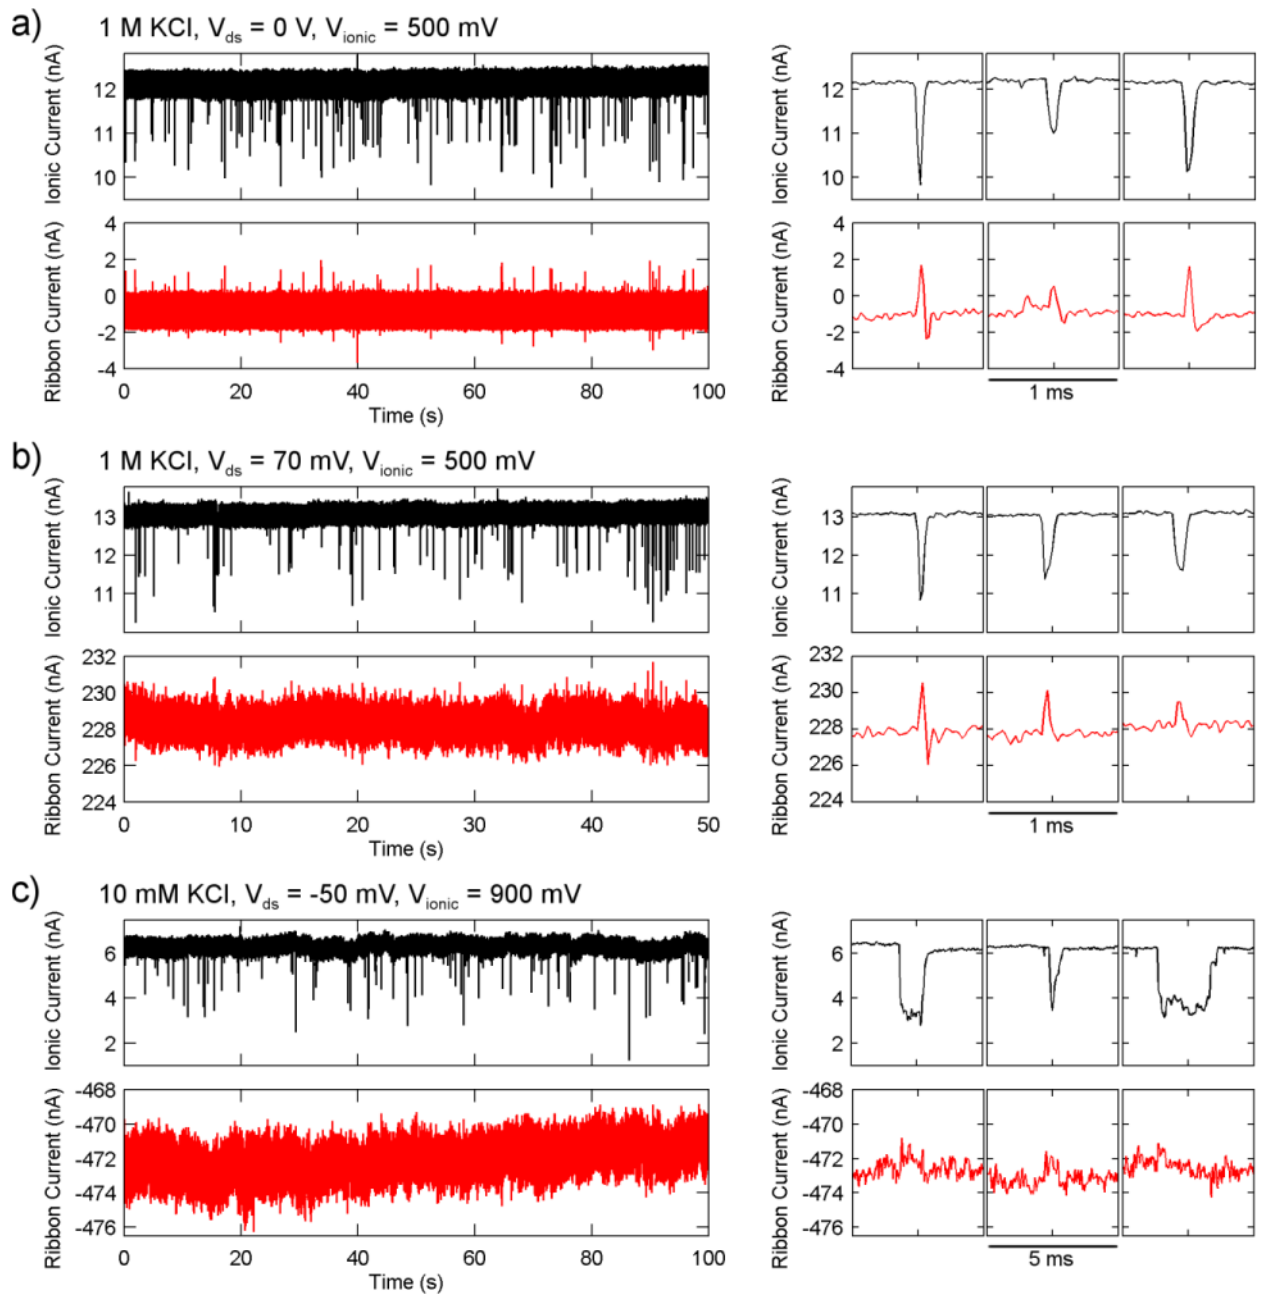 a) 1 M KCl, Vds = 0 V, Vionic = 500 mV
Ionic Current (nA)
12
11
10
Ionic Current (nA)
12
11
10
Ribbon Current (nA)
4
2
0
-2
-4
0 20 40 60 80 100
Time (s)
Ribbon Current (nA)
4
2
0
-2
-4
1 ms
b) 1 M KCl, Vds = 70 mV, Vionic = 500 mV
Ionic Current (nA)
13
12
11
Ionic Current (nA)
13
12
11
Ribbon Current (nA)
232
230
228
226
224
0 10 20 30 40 50
Time (s)
Ribbon Current (nA)
232
230
228
226
224
1 ms
c) 10 mM KCl, Vds = -50 mV, Vionic = 900 mV
Ionic Current (nA)
6
4
2
Ionic Current (nA)
6
4
2
Ribbon Current (nA)
-468
-470
-472
-474
-476
0 20 40 60 80 100
Time (s)
Ribbon Current (nA)
-468
-470
-472
-474
-476
5 ms